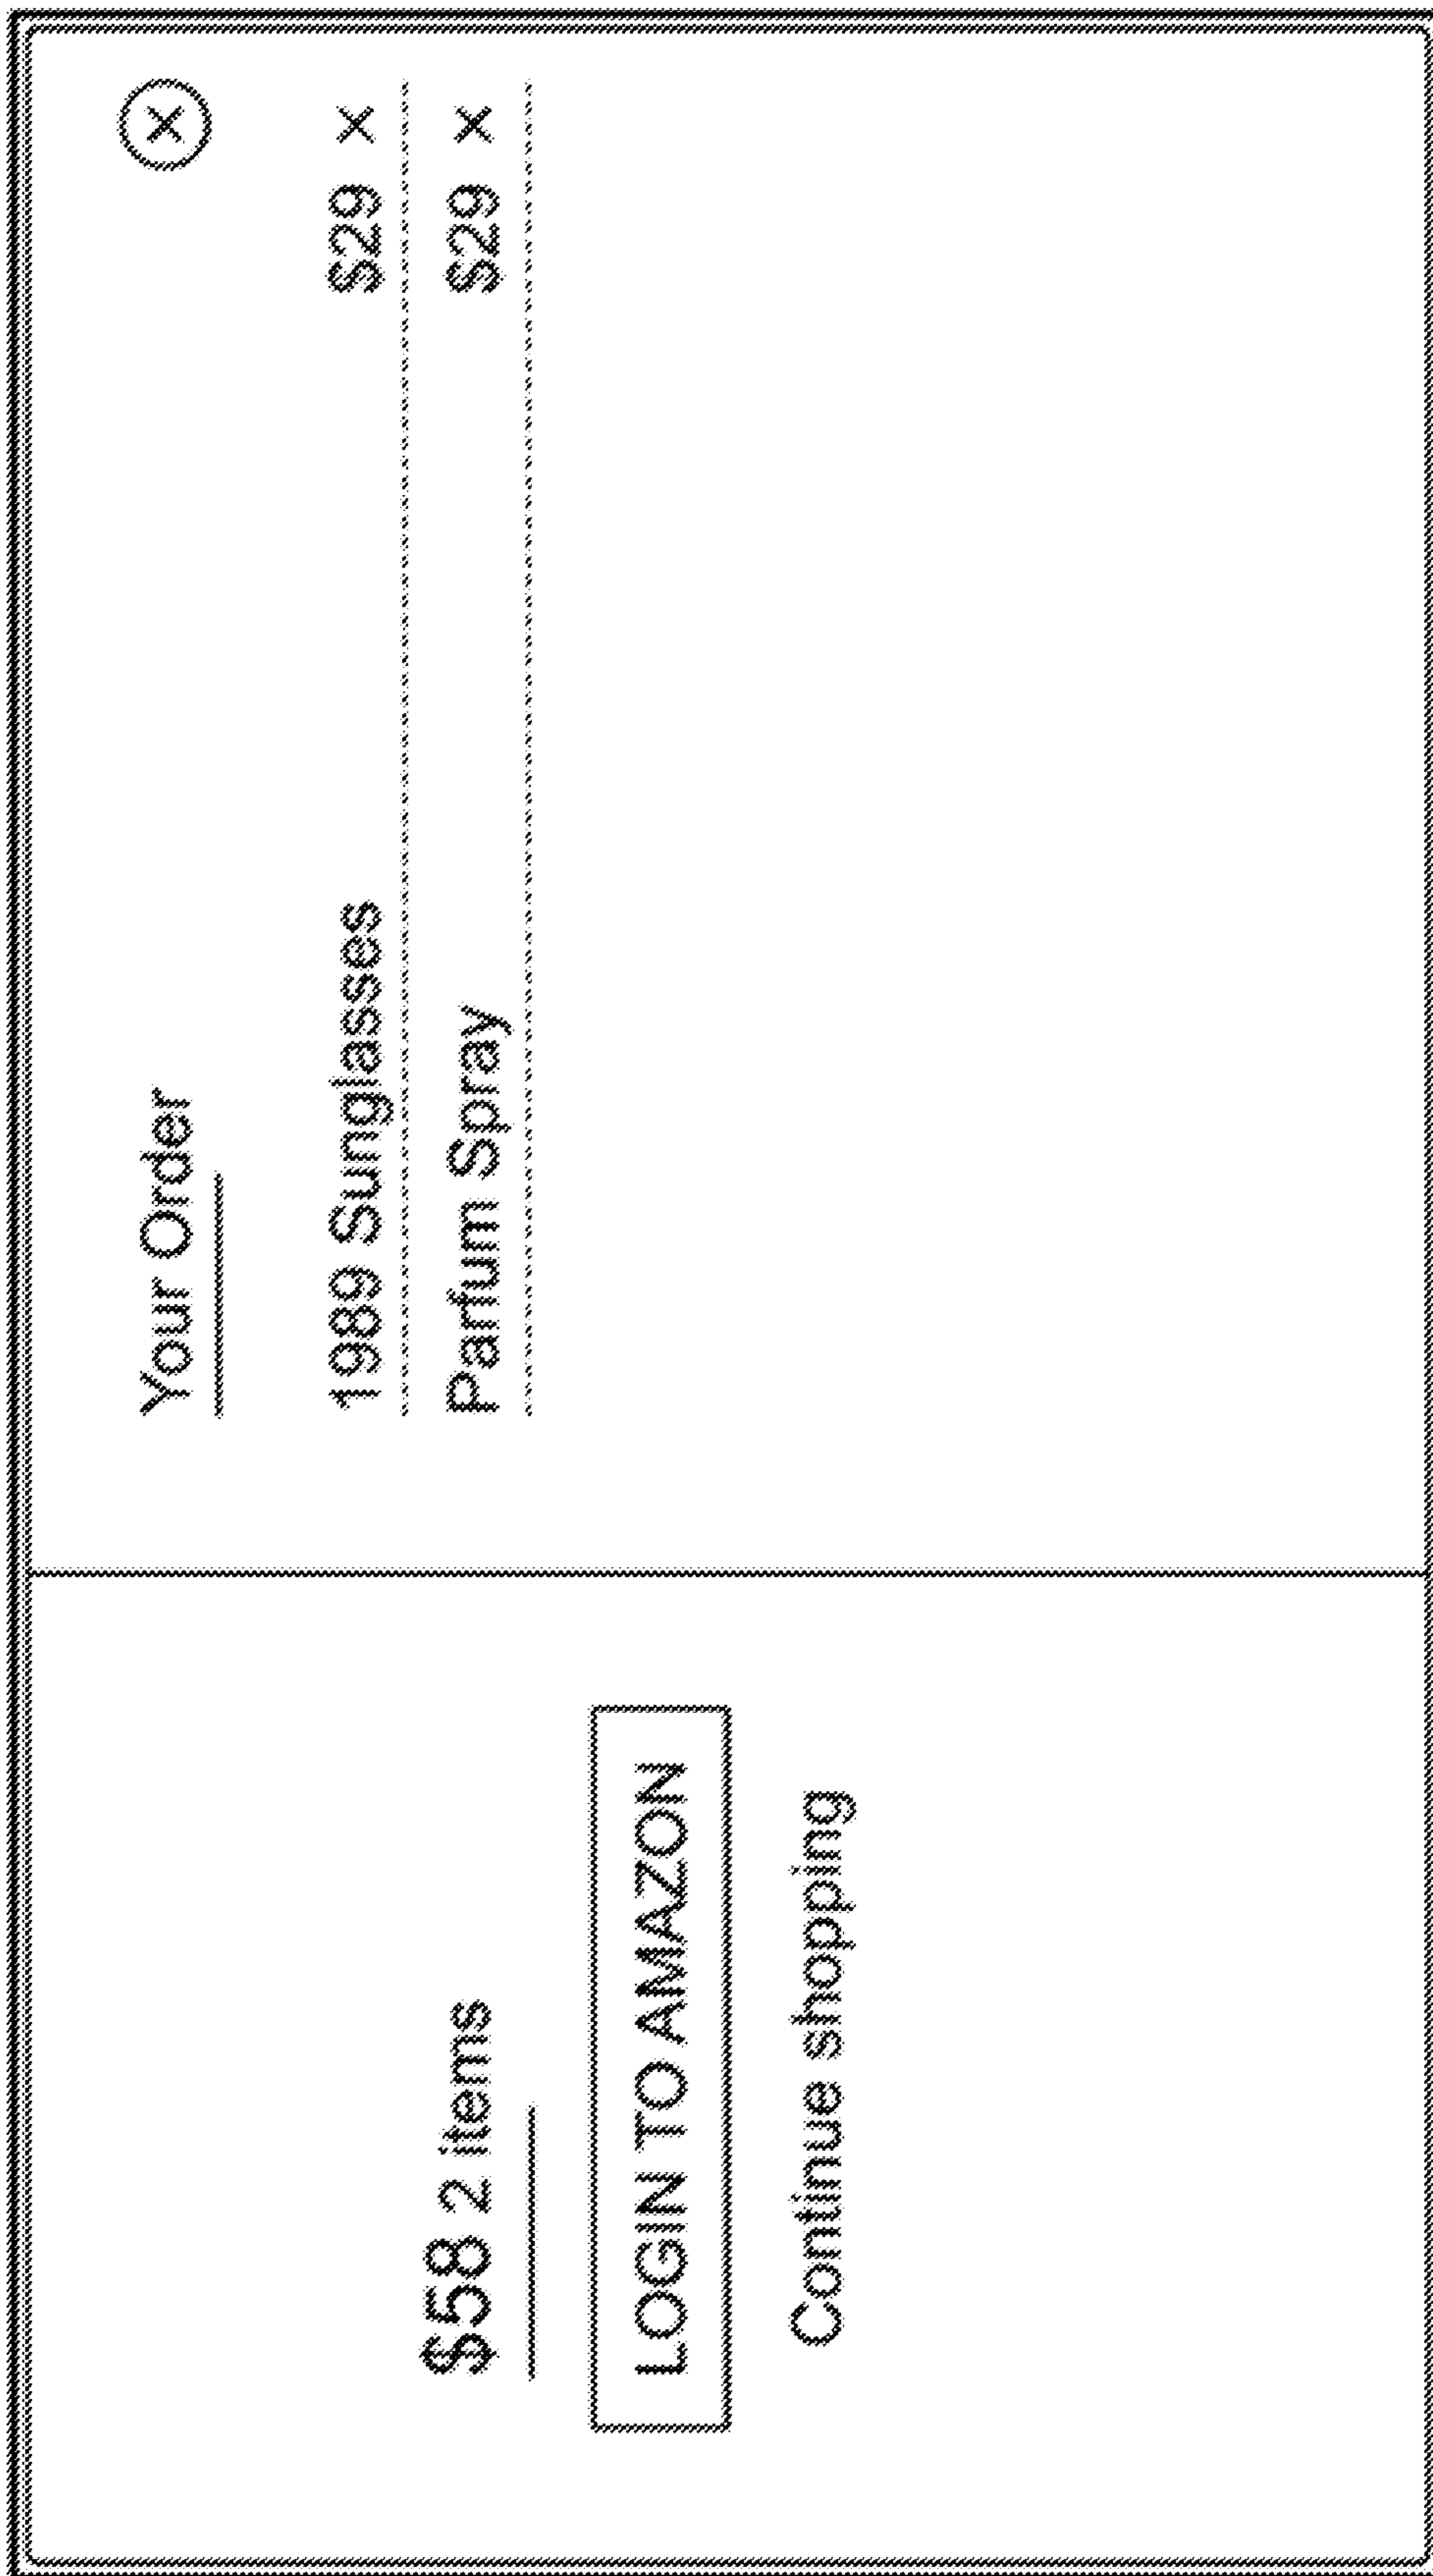 $58 2 items
LOGIN TO AMAZON
Continue shopping
Your Order
1989 Sunglasses $29 ×
Parfum Spray $29 ×